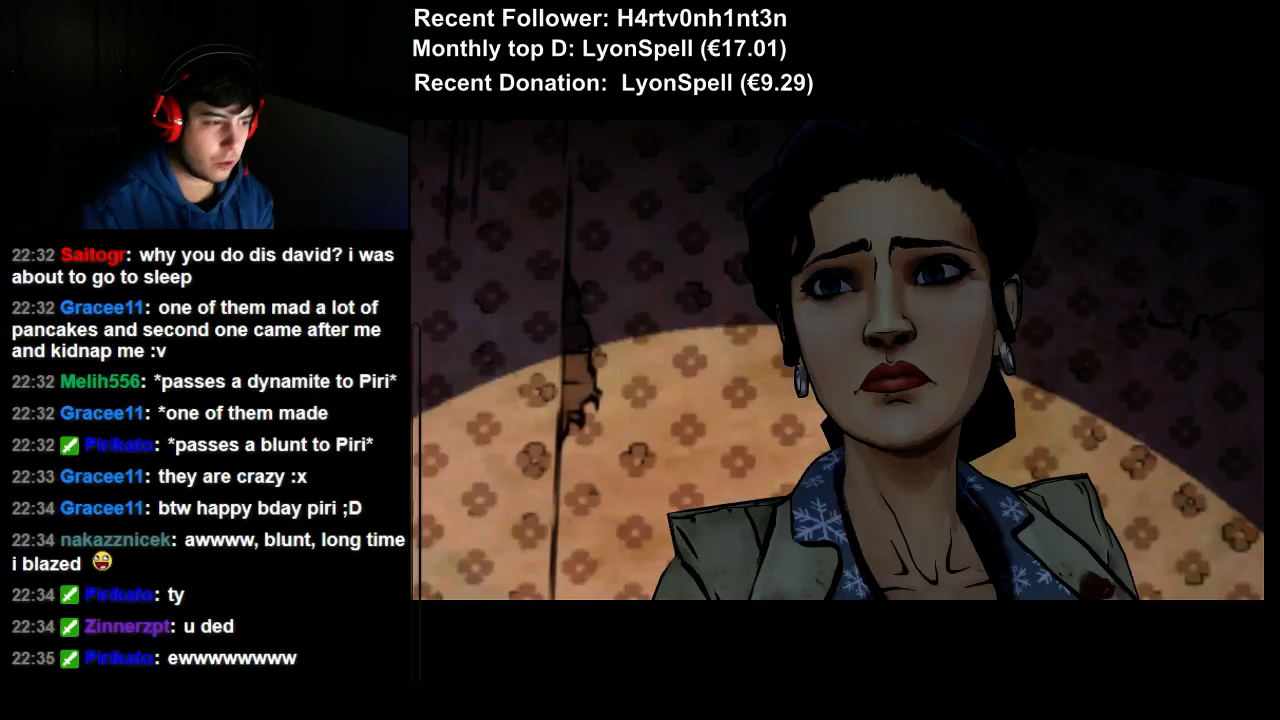 Recent Follower: H4rtv0nh1nt3n
Monthly top D: LyonSpell (€17.01)
Recent Donation: LyonSpell (€9.29)
22:32 Saitogr: why you do dis david? i was
about to go to sleep
22:32 Gracee11: one of them mad a lot of
pancakes and second one came after me
and kidnap me :v
22:32 Melih556: *passes a dynamite to Piri*
22:32 Gracee11: *one of them made
22:32 Pirikato: *passes a blunt to Piri*
22:33 Gracee11: they are crazy :x
22:34 Gracee11: btw happy bday piri ;D
22:34 nakazznicek: awwww, blunt, long time
i blazed
22:34 Pirikato: ty
22:34 Zinnerzpt: u ded
22:35 Pirikato: ewwwwwwww